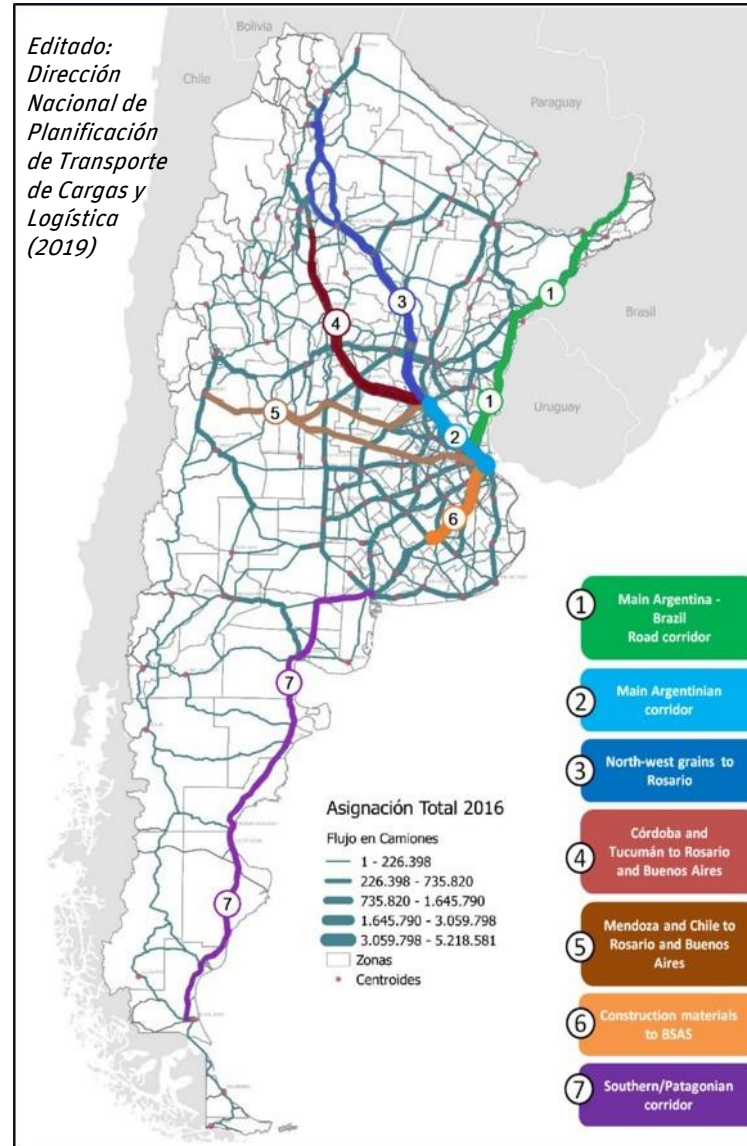 Editado:
Dirección
Nacional de
Planificación
de Transporte
de Cargas y
Logística
(2019)
Bolivia
Chile
Paraguay
Brasil
Uruguay
1
3
4
1
5
2
6
7
7
Asignación Total 2016
Flujo en Camiones
1 - 226.398
226.398 - 735.820
735.820 - 1.645.790
1.645.790 - 3.059.798
3.059.798 - 5.218.581
Zonas
Centroides
1
Main Argentina -
Brazil
Road corridor
2
Main Argentinian
corridor
3
North-west grains to
Rosario
4
Córdoba and
Tucumán to Rosario
and Buenos Aires
5
Mendoza and Chile to
Rosario and Buenos
Aires
6
Construction materials
to BSAS
7
Southern/Patagonian
corridor